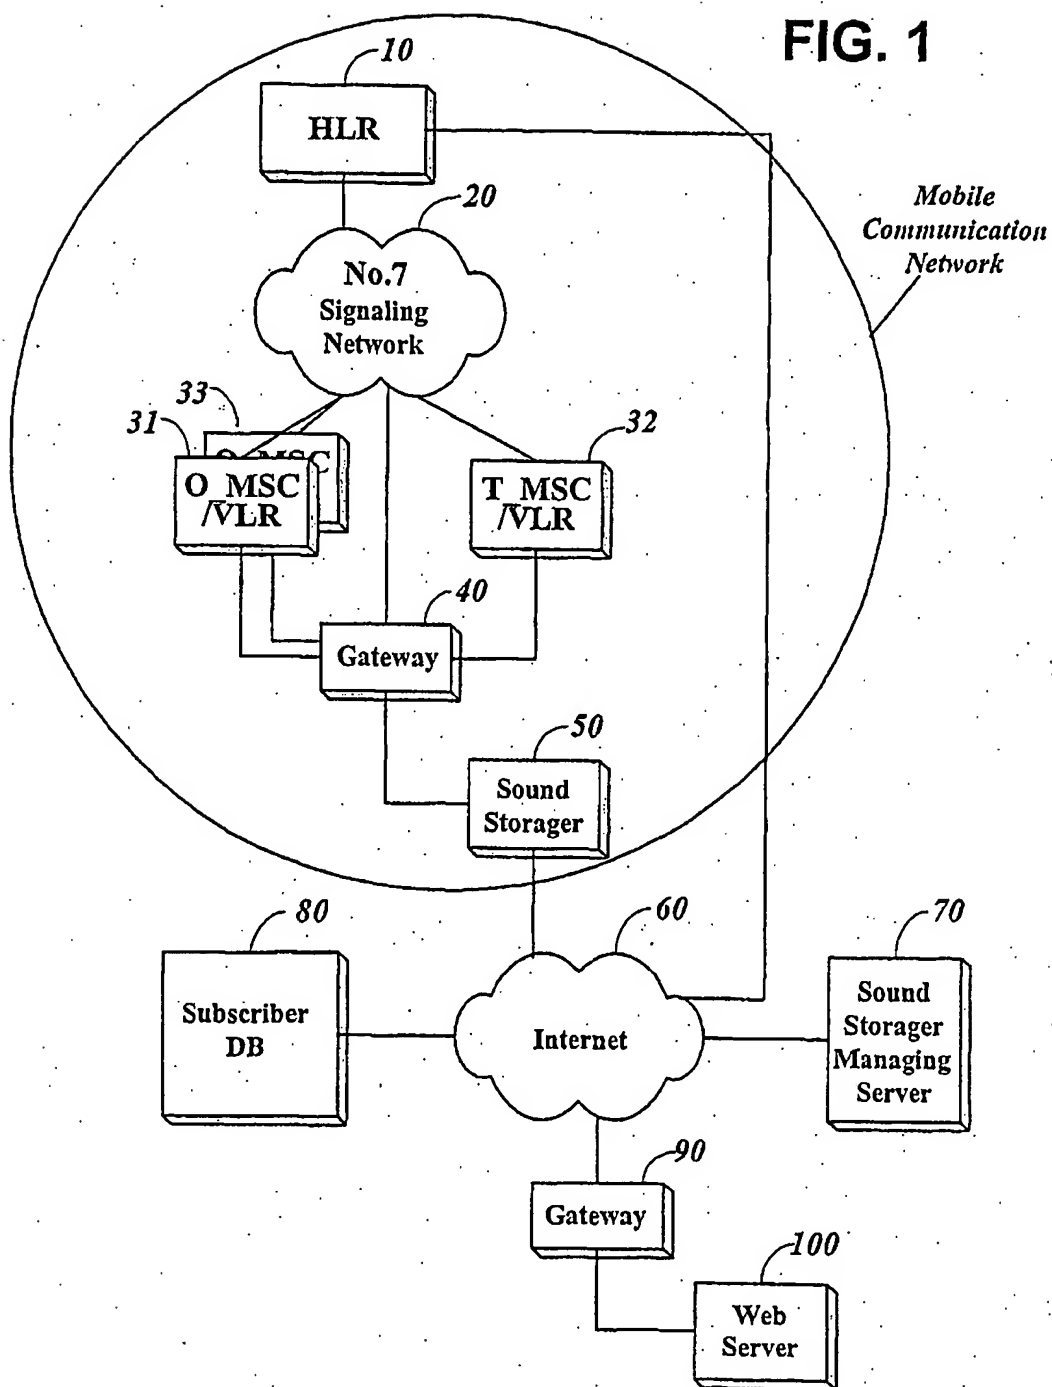 FIG. 1
10
HLR
20
Mobile
Communication
Network
No.7
Signaling
Network
33
31
32
O_MSC
O_MSC
/VLR
T_MSC
/VLR
40
Gateway
50
Sound
Storager
80
60
70
Subscriber
DB
Internet
Sound
Storager
Managing
Server
90
Gateway
100
Web
Server